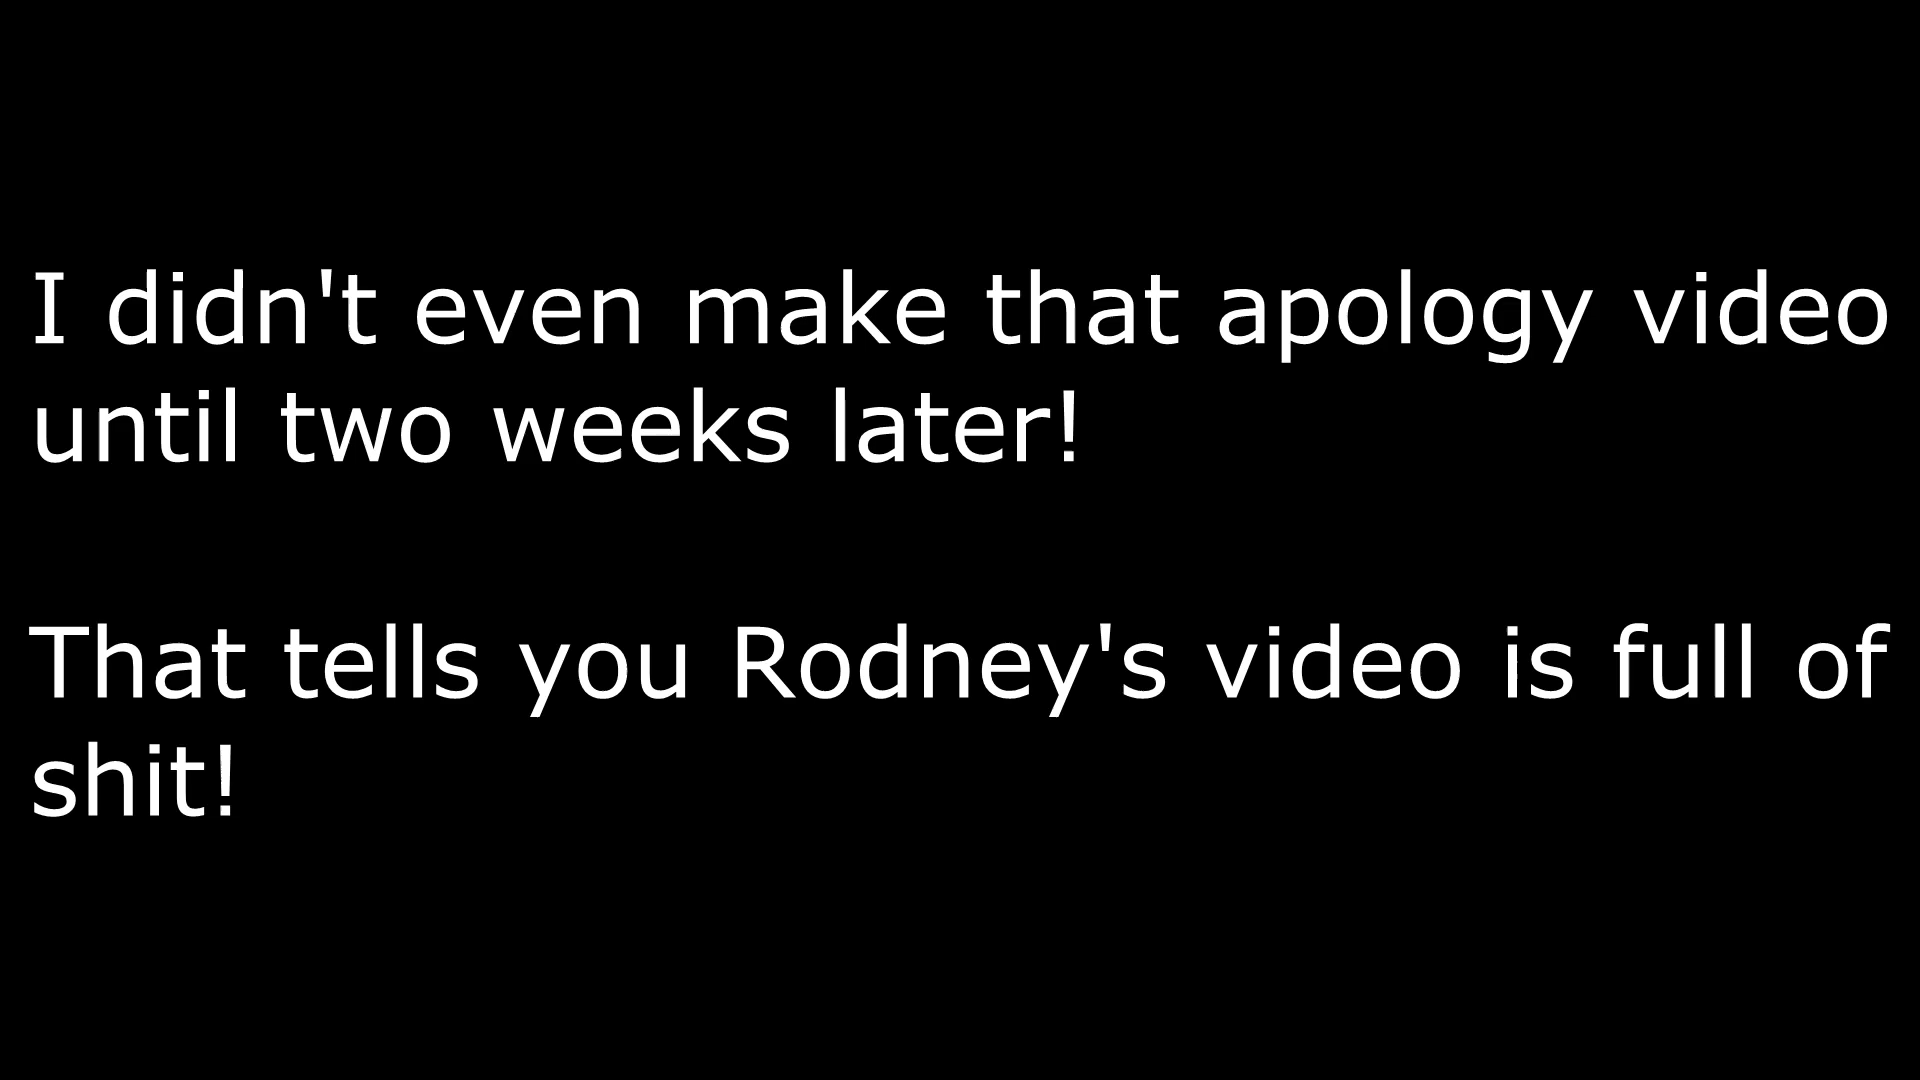 I didn't even make that apology video
until two weeks later!
That tells you Rodney's video is full of
shit!